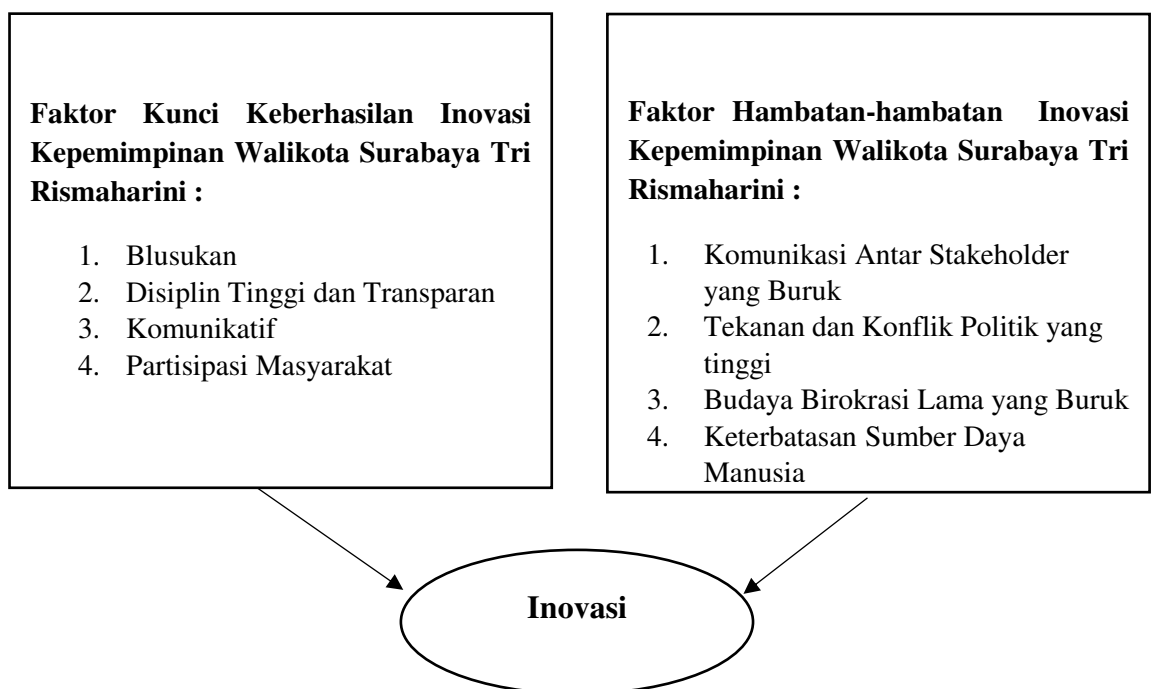 Faktor Kunci Keberhasilan Inovasi
Kepemimpinan Walikota Surabaya Tri
Rismaharini :
1. Blusukan
2. Disiplin Tinggi dan Transparan
3. Komunikatif
4. Partisipasi Masyarakat
Faktor Hambatan-hambatan Inovasi
Kepemimpinan Walikota Surabaya Tri
Rismaharini :
1. Komunikasi Antar Stakeholder
yang Buruk
2. Tekanan dan Konflik Politik yang
tinggi
3. Budaya Birokrasi Lama yang Buruk
4. Keterbatasan Sumber Daya
Manusia
Inovasi